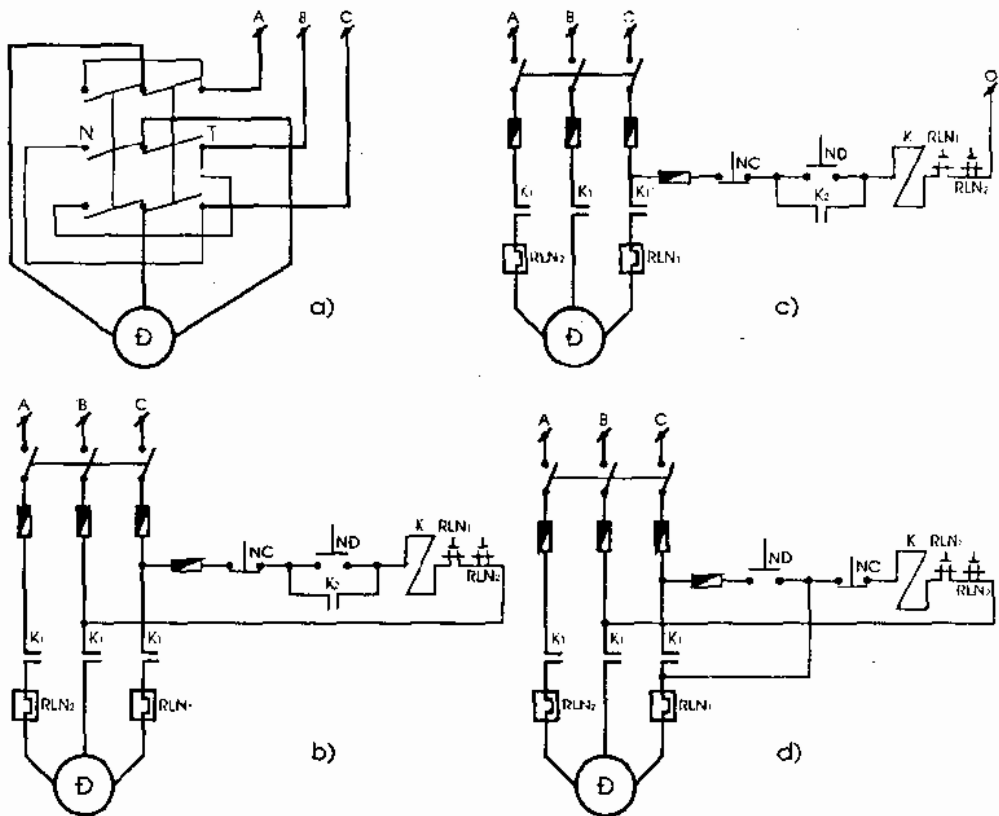 A B C
N T
Đ
a)
A B C
O
K RLN₁
NC ND
RLN₂
K₂
K₁ K₁ K₁
RLN₂ RLN₁
Đ
c)
A B C
K RLN₁
NC ND
RLN₂
K₂
K₁ K₁ K₁
RLN₂ RLN₁
Đ
b)
A B C
K
ND NC
K₁ K₁ K₁
RLN₂ RLN₁
Đ
d)